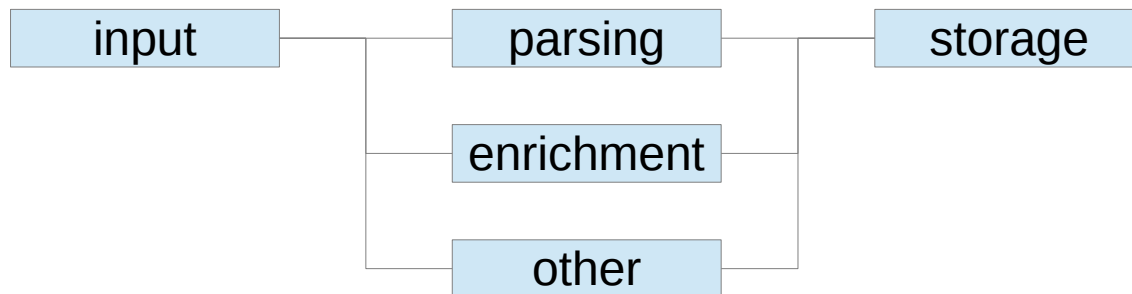 input
parsing
storage
enrichment
other